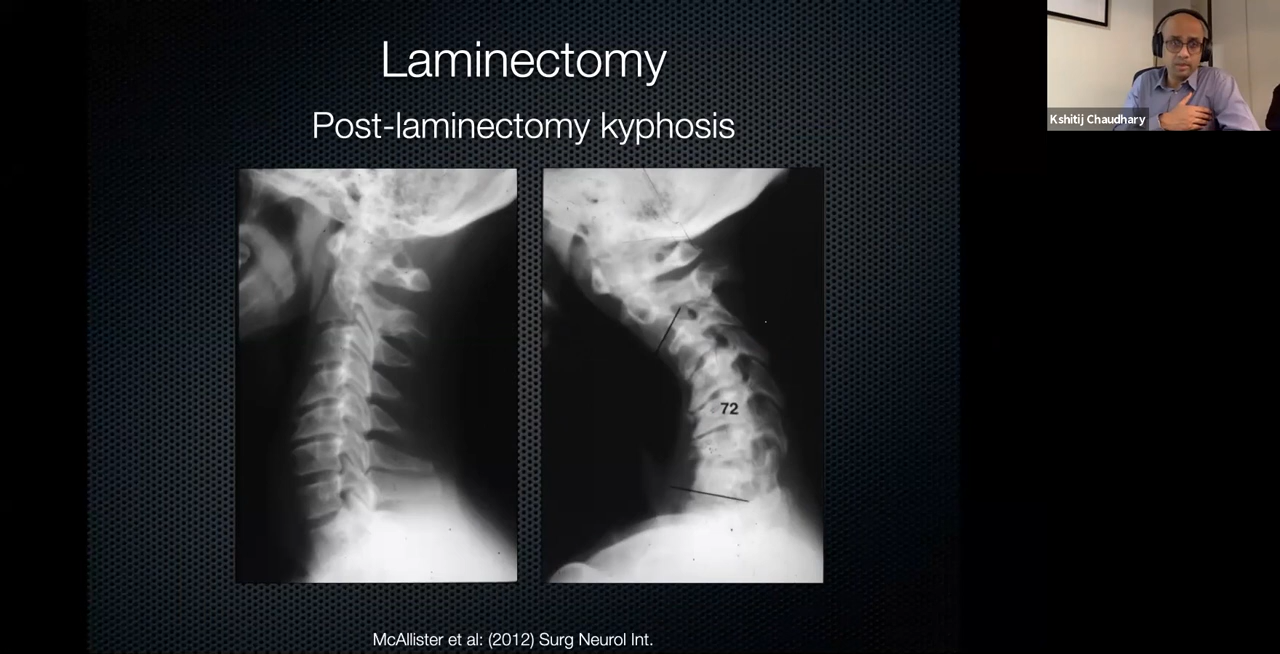 Laminectomy
Post-laminectomy kyphosis
72
McAllister et al: (2012) Surg Neurol Int.
Kshitij Chaudhary